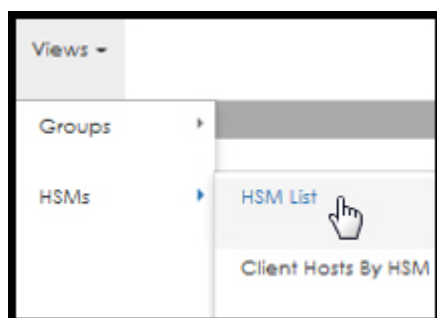 Views
Groups
HSMs
HSM List
Client Hosts By HSM